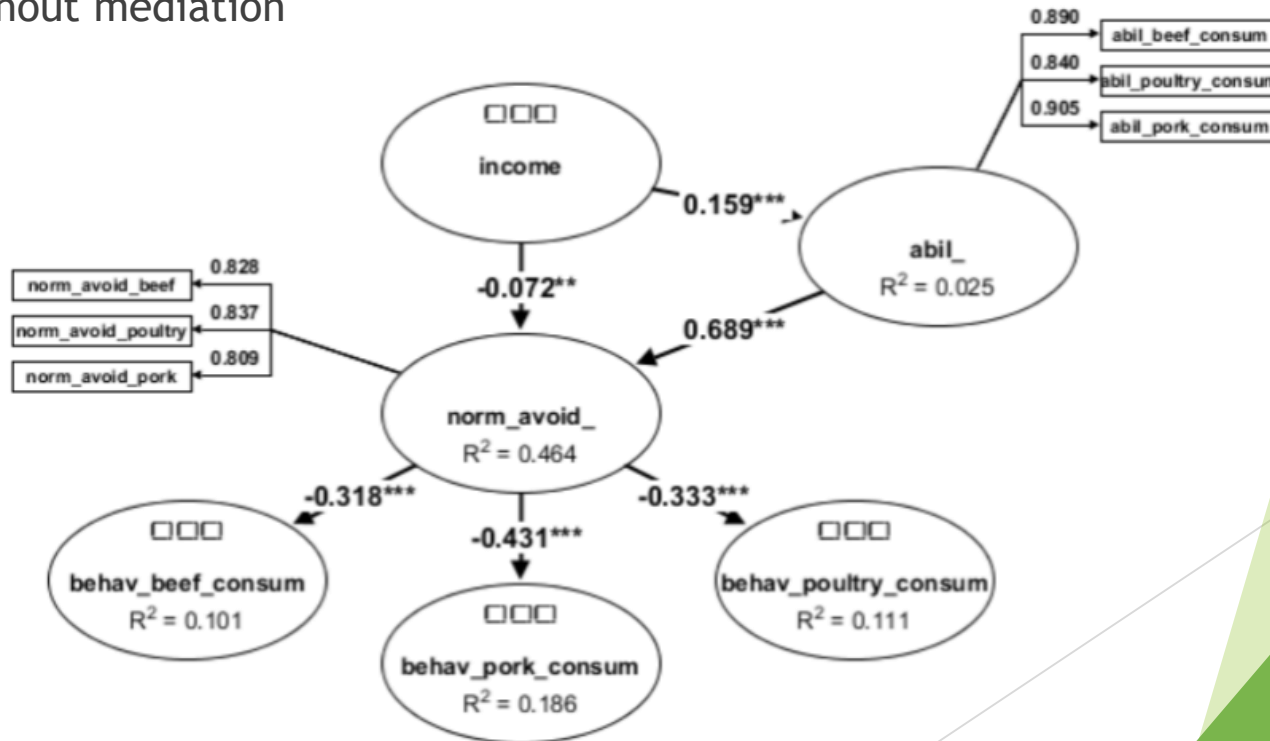 mediation
0.890
abil_beef_consum
0.840
0.905
abil_pork_consum
income
0.159***
abil_
R² = 0.025
-0.072**
0.828
norm_avoid_beef
0.837
norm_avoid_poultry
0.809
norm_avoid_pork
0.689***
norm_avoid_
R² = 0.464
-0.318***
-0.333***
-0.431***
behav_beef_consum
R² = 0.101
behav_poultry_consum
R² = 0.111
behav_pork_consum
R² = 0.186